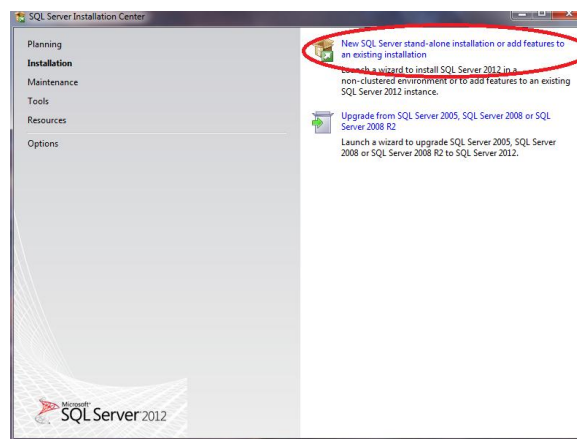 SQL Server Installation Center
Planning
Installation
Maintenance
Tools
Resources
Options
New SQL Server stand-alone installation or add features to
an existing installation
Launch a wizard to install SQL Server 2012 in a
non-clustered environment or to add features to an existing
SQL Server 2012 instance.
Upgrade from SQL Server 2005, SQL Server 2008 or SQL
Server 2008 R2
Launch a wizard to upgrade SQL Server 2005, SQL Server
2008 or SQL Server 2008 R2 to SQL Server 2012.
Microsoft
SQL Server 2012